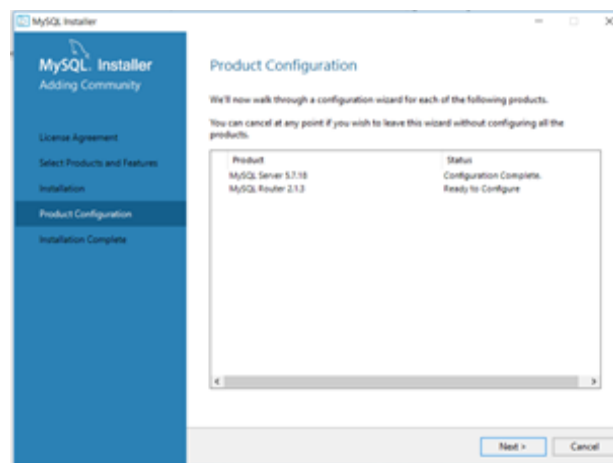 MySQL Installer
MySQL. Installer
Adding Community
License Agreement
Select Products and Features
Installation
Product Configuration
Installation Complete
Product Configuration
We'll now walk through a configuration wizard for each of the following products.
You can cancel at any point if you wish to leave this wizard without configuring all the
products.
Product Status
MySQL Server 5.7.18 Configuration Complete.
MySQL Router 2.1.3 Ready to Configure
Next > Cancel